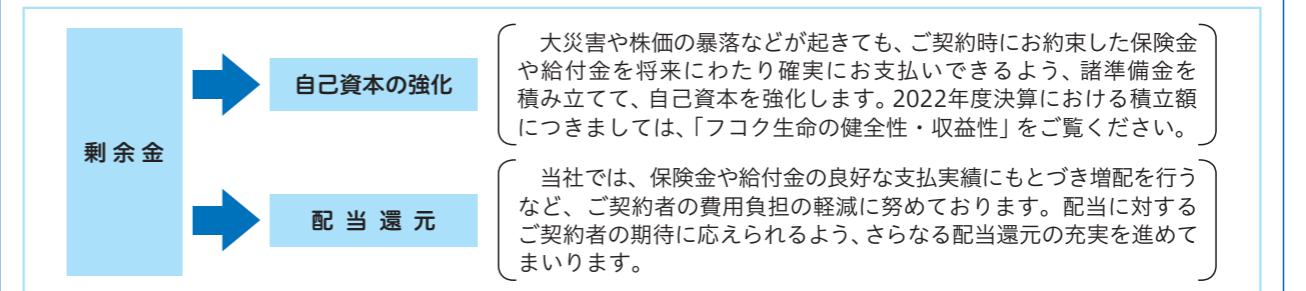 剰余金
自己資本の強化
大災害や株価の暴落などが起きても、ご契約時にお約束した保険金
や給付金を将来にわたり確実にお支払いできるよう、諸準備金を
積み立てて、自己資本を強化します。2022年度決算における積立額
につきましては、「フコク生命の健全性・収益性」をご覧ください。
配当還元
当社では、保険金や給付金の良好な支払実績にもとづき増配を行う
など、ご契約者の費用負担の軽減に努めております。配当に対する
ご契約者の期待に応えられるよう、さらなる配当還元の充実を進めて
まいります。